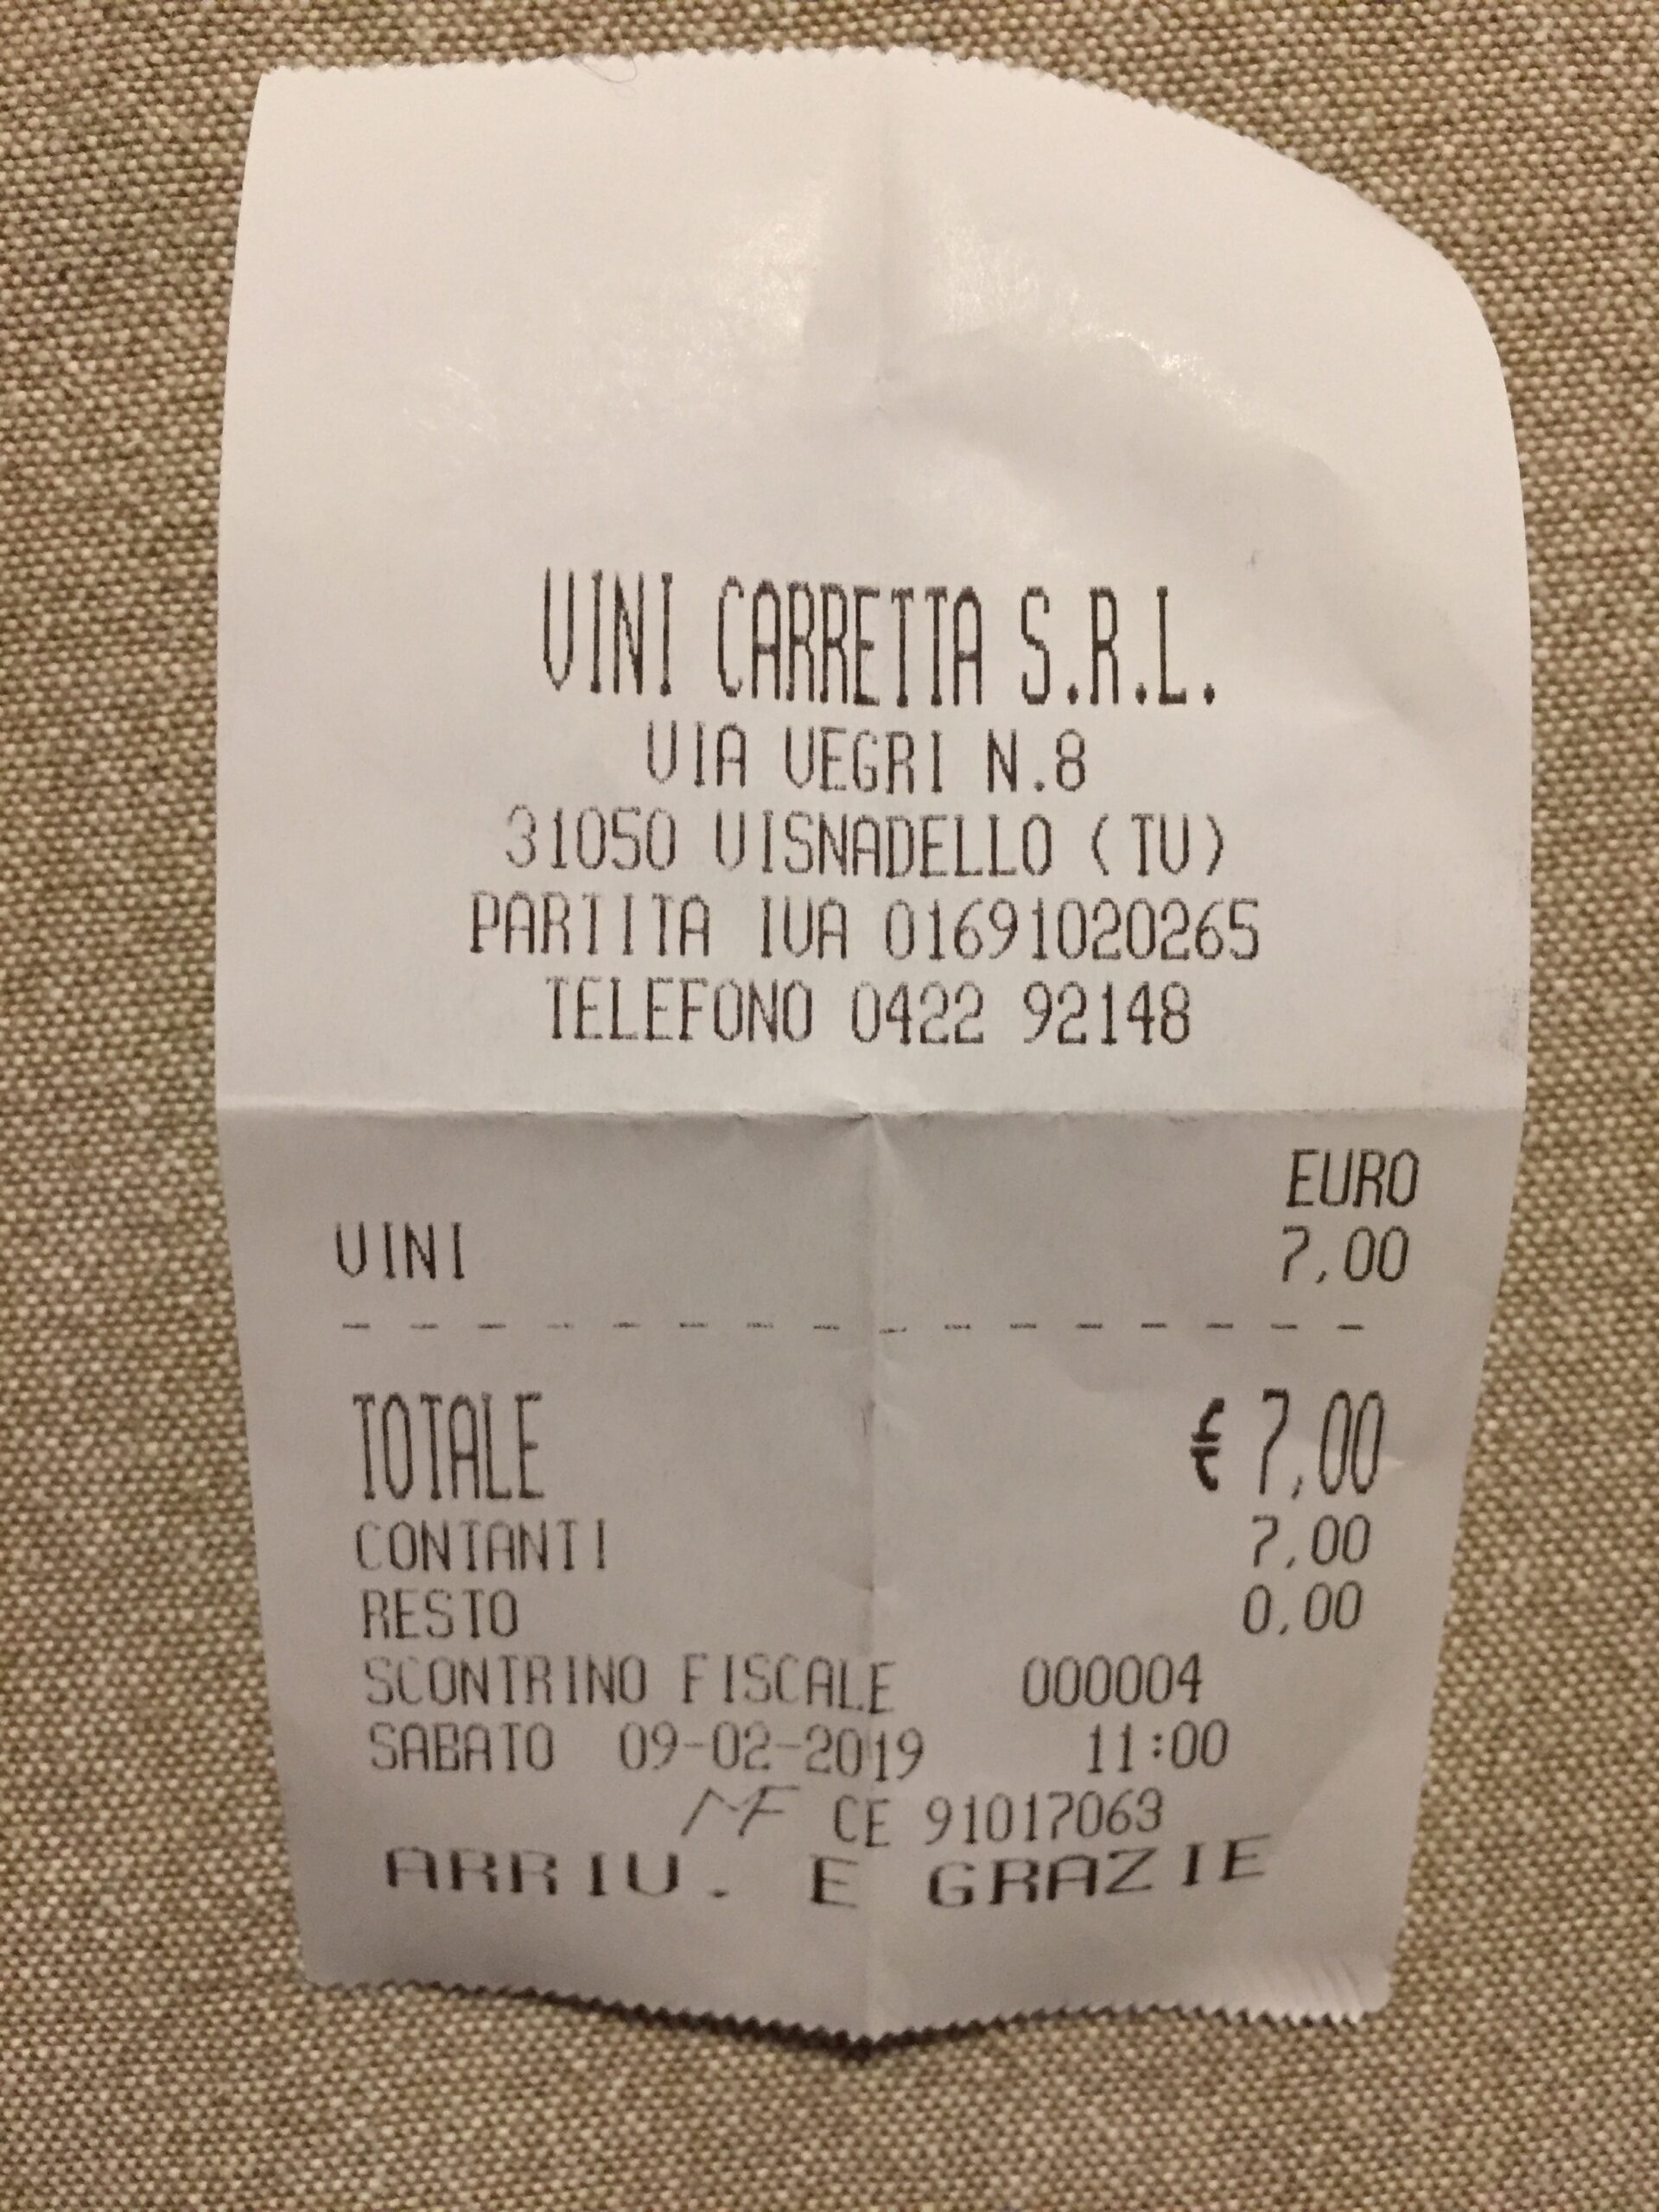 VINI CARRETTA S.R.L.
VIA VEGRI N.8
31050 VISNADELLO (TV)
PARTITA IVA 01691020265
TELEFONO 0422 92148
EURO
VINI 7,00
TOTALE € 7,00
CONTANTI 7,00
RESTO 0,00
SCONTRINO FISCALE 000004
SABATO 09-02-2019 11:00
MF CE 91017063
ARRIV. E GRAZIE